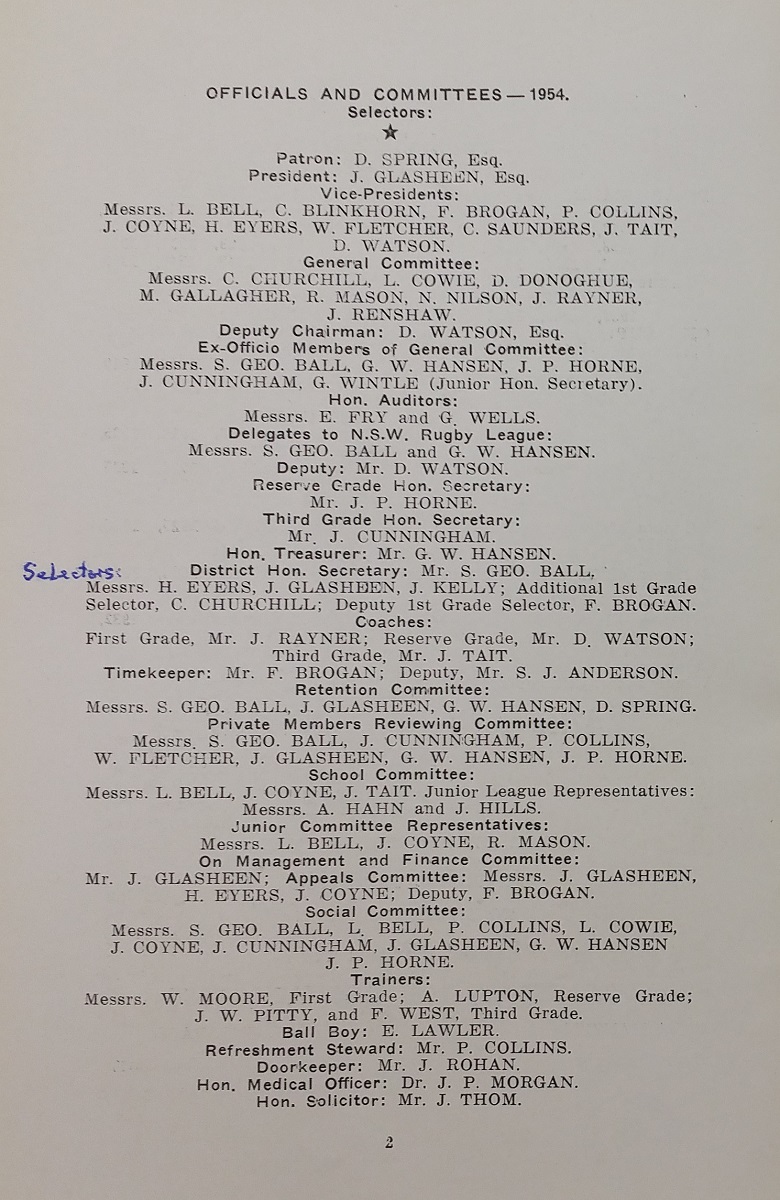 OFFICIALS AND COMMITTEES — 1954.
Selectors:
Patron: D. SPRING, Esq.
President: J. GLASHEEN, Esq.
Vice-Presidents:
Messrs. L. BELL, C. BLINKHORN, F. BROGAN, P. COLLINS,
J. COYNE, H. EYERS, W. FLETCHER, C. SAUNDERS, J. TAIT,
D. WATSON.
General Committee:
Messrs. C. CHURCHILL, L. COWIE, D. DONOGHUE,
M. GALLAGHER, R. MASON, N. NILSON, J. RAYNER,
J. RENSHAW.
Deputy Chairman: D. WATSON, Esq.
Ex-Officio Members of General Committee:
Messrs. S. GEO. BALL, G. W. HANSEN, J. P. HORNE,
J. CUNNINGHAM, G. WINTLE (Junior Hon. Secretary).
Hon. Auditors:
Messrs. E. FRY and G. WELLS.
Delegates to N.S.W. Rugby League:
Messrs. S. GEO. BALL and G. W. HANSEN.
Deputy: Mr. D. WATSON.
Reserve Grade Hon. Secretary:
Mr. J. P. HORNE.
Third Grade Hon. Secretary:
Mr. J. CUNNINGHAM.
Hon. Treasurer: Mr. G. W. HANSEN.
District Hon. Secretary: Mr. S. GEO. BALL,
Selectors:
Messrs. H. EYERS, J. GLASHEEN, J. KELLY; Additional 1st Grade
Selector, C. CHURCHILL; Deputy 1st Grade Selector, F. BROGAN.
Coaches:
First Grade, Mr. J. RAYNER; Reserve Grade, Mr. D. WATSON;
Third Grade, Mr. J. TAIT.
Timekeeper: Mr. F. BROGAN; Deputy, Mr. S. J. ANDERSON.
Retention Committee:
Messrs. S. GEO. BALL, J. GLASHEEN, G. W. HANSEN, D. SPRING.
Private Members Reviewing Committee:
Messrs. S. GEO. BALL, J. CUNNINGHAM, P. COLLINS,
W. FLETCHER, J. GLASHEEN, G. W. HANSEN, J. P. HORNE.
School Committee:
Messrs. L. BELL, J. COYNE, J. TAIT. Junior League Representatives:
Messrs. A. HAHN and J. HILLS.
Junior Committee Representatives:
Messrs. L. BELL, J. COYNE, R. MASON.
On Management and Finance Committee:
Mr. J. GLASHEEN; Appeals Committee: Messrs. J. GLASHEEN,
H. EYERS, J. COYNE; Deputy, F. BROGAN.
Social Committee:
Messrs. S. GEO. BALL, L. BELL, P. COLLINS, L. COWIE,
J. COYNE, J. CUNNINGHAM, J. GLASHEEN, G. W. HANSEN
J. P. HORNE.
Trainers:
Messrs. W. MOORE, First Grade; A. LUPTON, Reserve Grade;
J. W. PITTY, and F. WEST, Third Grade.
Ball Boy: E. LAWLER.
Refreshment Steward: Mr. P. COLLINS.
Doorkeeper: Mr. J. ROHAN.
Hon. Medical Officer: Dr. J. P. MORGAN.
Hon. Solicitor: Mr. J. THOM.
2